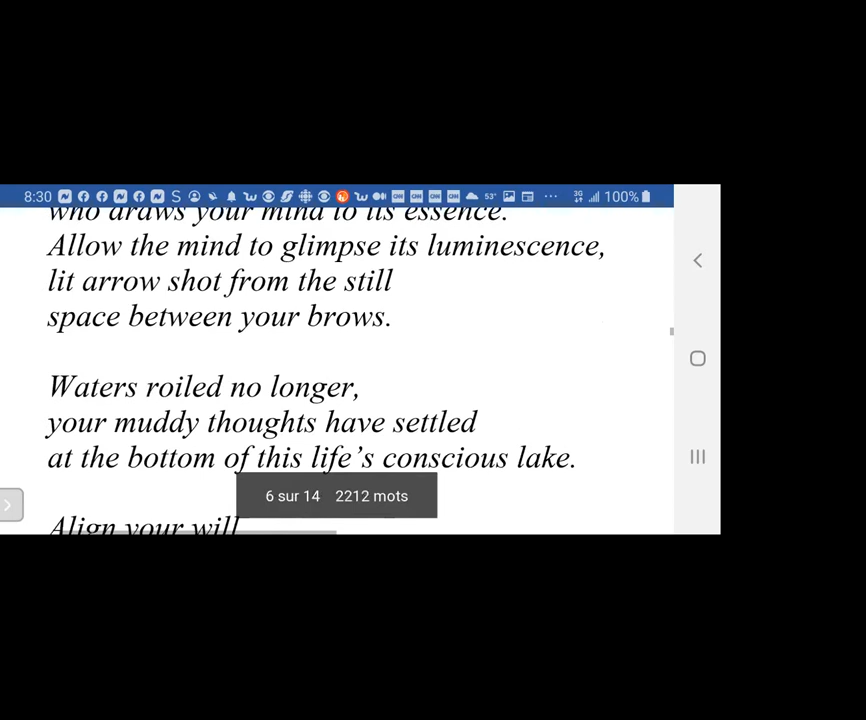 8:30 53° 3G 100%
who draws your mind to its essence.
Allow the mind to glimpse its luminescence,
lit arrow shot from the still
space between your brows.
Waters roiled no longer,
your muddy thoughts have settled
at the bottom of this life’s conscious lake.
6 sur 14 2212 mots
Align your will